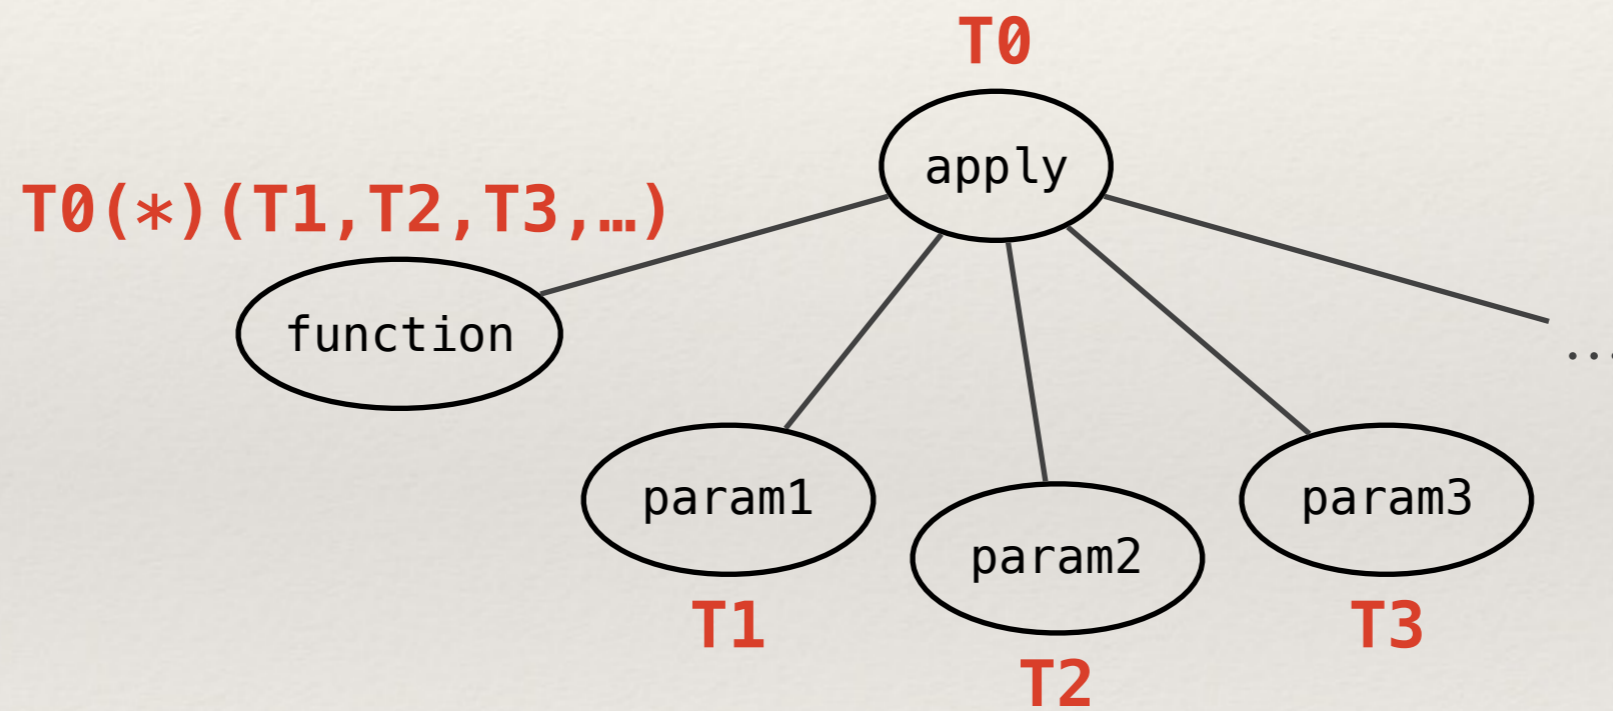 T0
apply
T0(*)(T1,T2,T3,…)
function
...
param1
param2
param3
T1
T2
T3